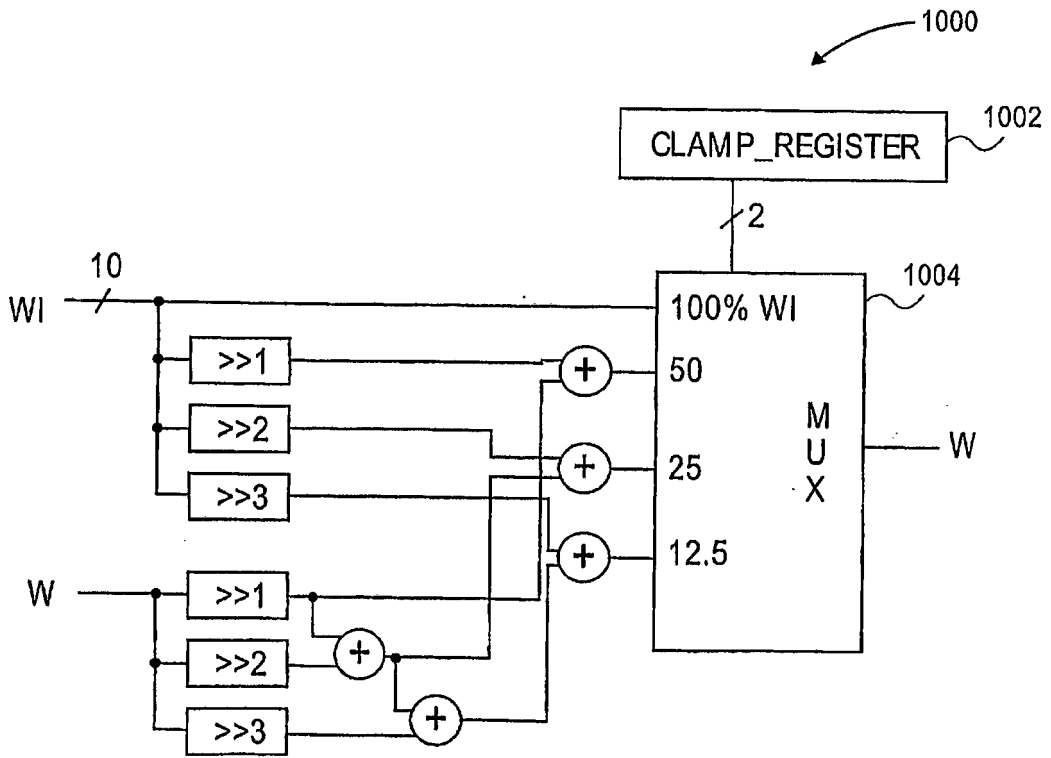 1000
CLAMP_REGISTER
1002
2
1004
10
WI
100% WI
>>1
+
50
>>2
+
25
>>3
+
12.5
M
U
X
W
W
>>1
>>2
+
>>3
+